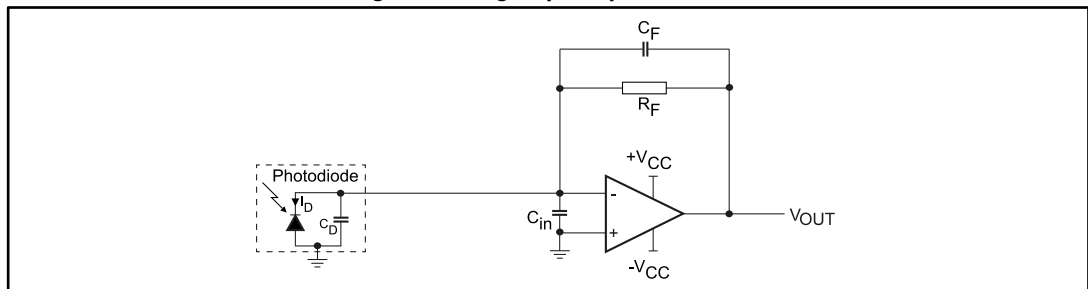 CF
RF
+VCC
Photodiode
ID
CD
Cin
-
+
VOUT
-VCC